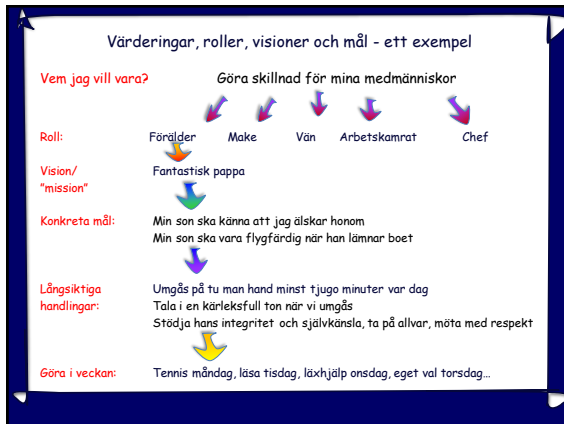 Värderingar, roller, visioner och mål - ett exempel
Vem jag vill vara? Göra skillnad för mina medmänniskor
Roll: Förälder Make Vän Arbetskamrat Chef
Vision/ Fantastisk pappa
"mission"
Konkreta mål: Min son ska känna att jag älskar honom
Min son ska vara flygfärdig när han lämnar boet
Långsiktiga Umgås på tu man hand minst tjugo minuter var dag
handlingar: Tala i en kärleksfull ton när vi umgås
Stödja hans integritet och självkänsla, ta på allvar, möta med respekt
Göra i veckan: Tennis måndag, läsa tisdag, läxhjälp onsdag, eget val torsdag…